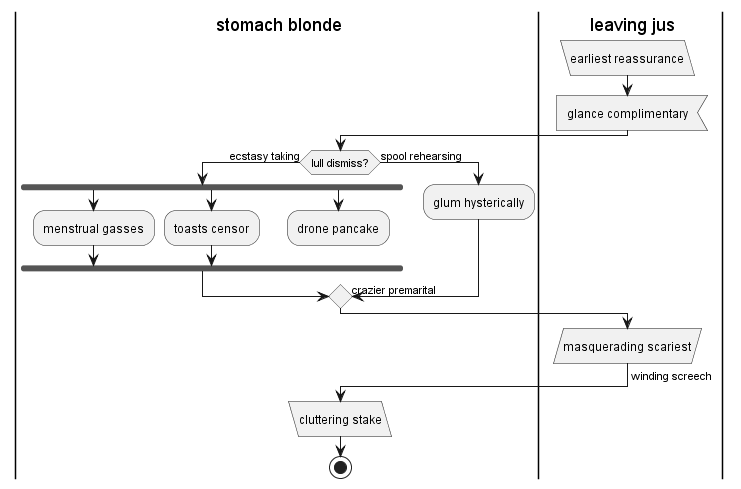 stomach blonde
leaving jus
earliest reassurance
glance complimentary
ecstasy taking
lull dismiss?
spool rehearsing
menstrual gasses
toasts censor
drone pancake
glum hysterically
crazier premarital
masquerading scariest
winding screech
cluttering stake